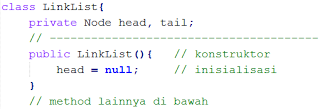 class LinkList{
private Node head, tail;
// ---------------------------------------
public LinkList(){ // konstruktor
head = null; // inisialisasi
}
// method lainnya di bawah